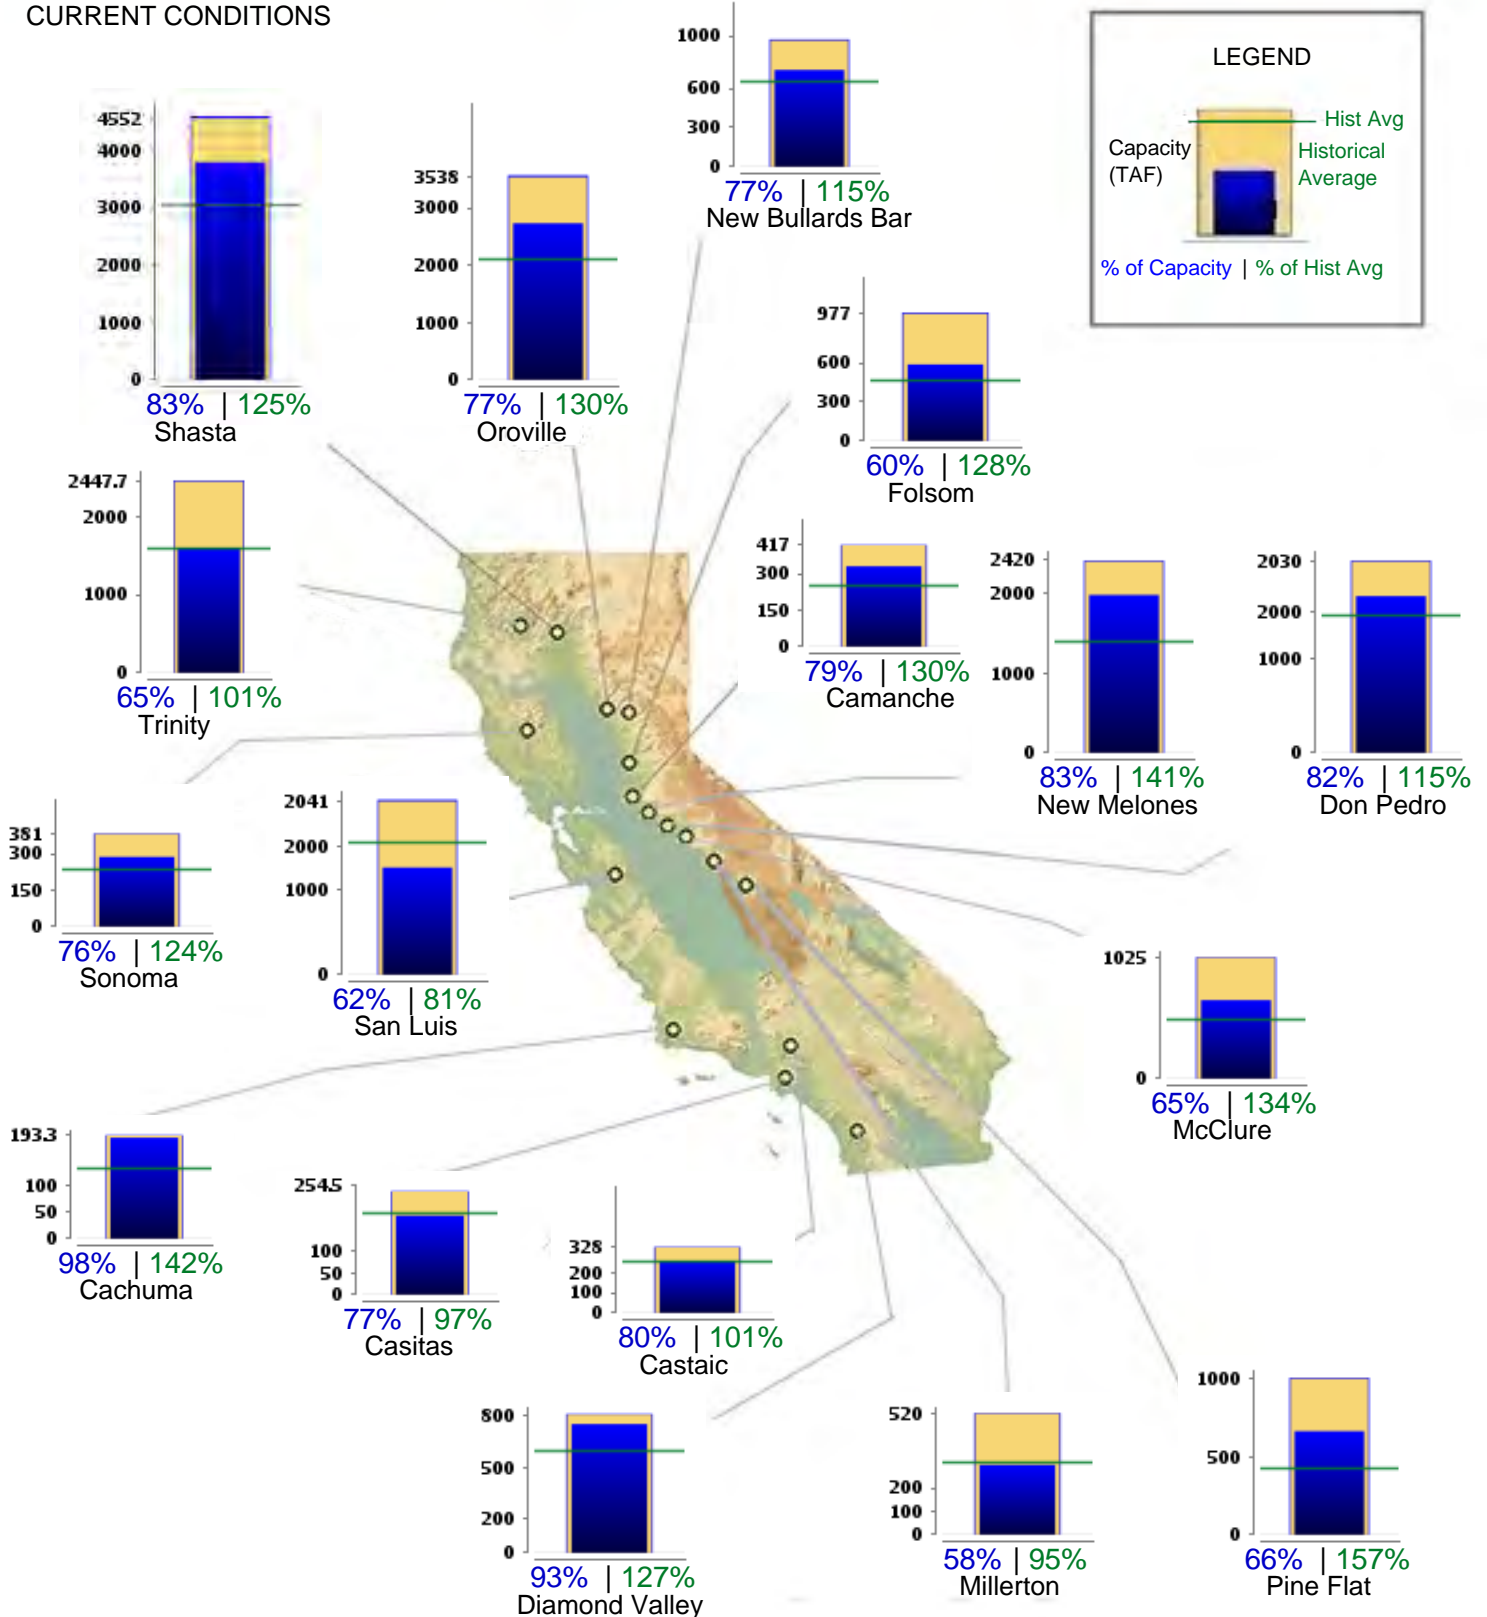 CURRENT CONDITIONS
1000
600
300
0
77% | 115%
New Bullards Bar
LEGEND
Hist Avg
Capacity
(TAF)
Historical
Average
% of Capacity | % of Hist Avg
4552
4000
3000
2000
1000
0
83% | 125%
Shasta
3538
3000
2000
1000
0
77% | 130%
Oroville
977
600
300
0
60% | 128%
Folsom
2447.7
2000
1000
0
65% | 101%
Trinity
417
300
150
0
79% | 130%
Camanche
2420
2000
1000
0
83% | 141%
New Melones
2030
2000
1000
0
82% | 115%
Don Pedro
381
300
150
0
76% | 124%
Sonoma
2041
2000
1000
0
62% | 81%
San Luis
1025
0
65% | 134%
McClure
193.3
100
50
0
98% | 142%
Cachuma
254.5
100
50
0
77% | 97%
Casitas
328
200
100
0
80% | 101%
Castaic
800
500
200
0
93% | 127%
Diamond Valley
520
200
100
0
58% | 95%
Millerton
1000
500
0
66% | 157%
Pine Flat